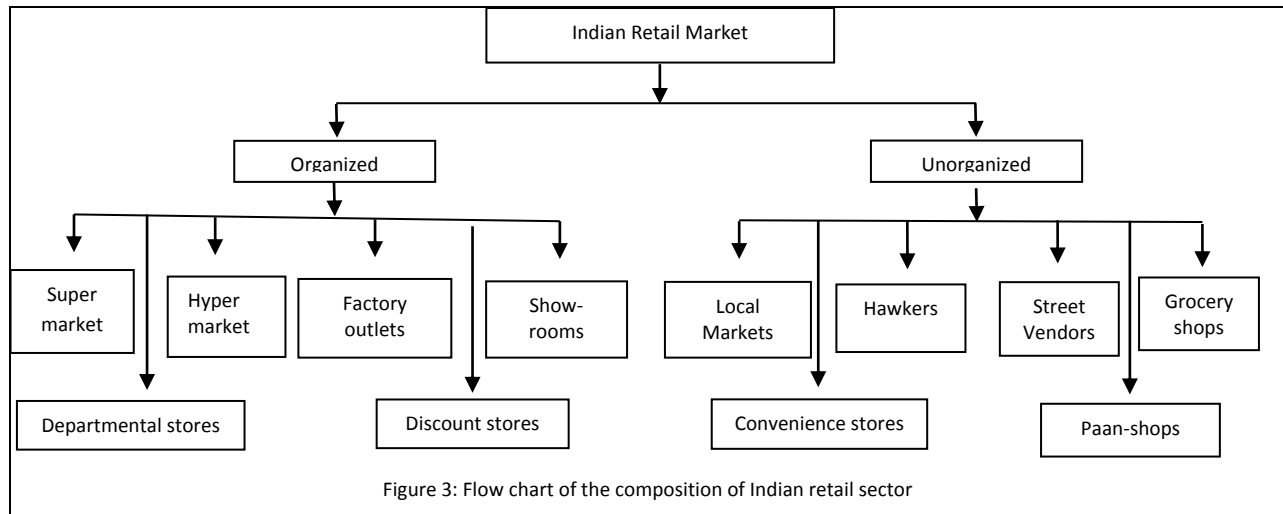 Indian Retail Market
Organized
Unorganized
Super
market
Hyper
market
Factory
outlets
Show-
rooms
Local
Markets
Hawkers
Street
Vendors
Grocery
shops
Departmental stores
Discount stores
Convenience stores
Paan-shops
Figure 3: Flow chart of the composition of Indian retail sector